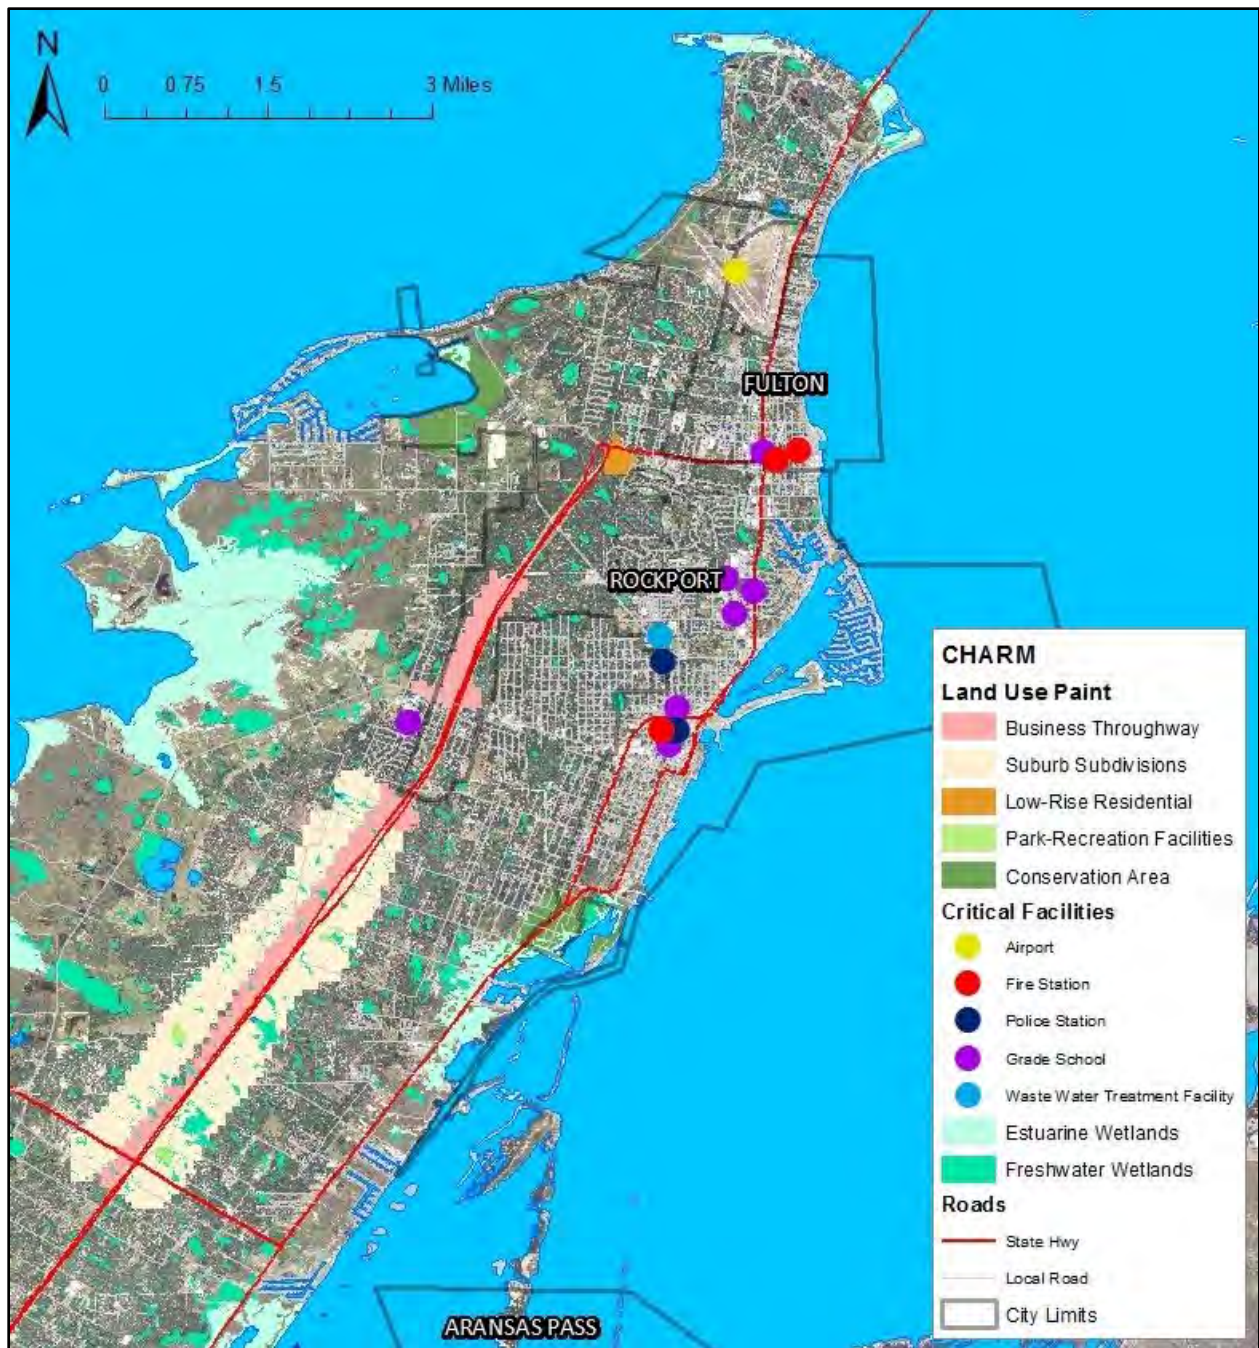 N
0 0.75 1.5 3 Miles
FULTON
ROCKPORT
ARANSAS PASS
CHARM
Land Use Paint
Business Throughway
Suburb Subdivisions
Low-Rise Residential
Park-Recreation Facilities
Conservation Area
Critical Facilities
Airport
Fire Station
Police Station
Grade School
Waste Water Treatment Facility
Estuarine Wetlands
Freshwater Wetlands
Roads
State Hwy
Local Road
City Limits